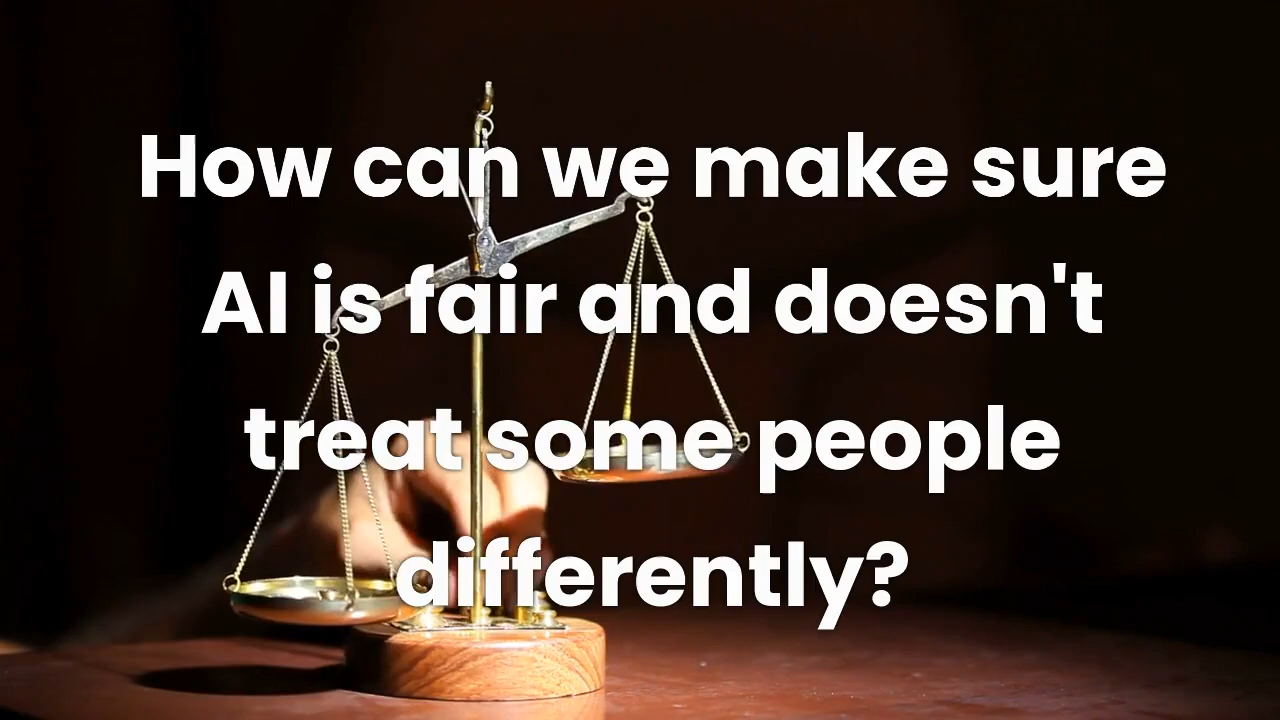 How can we make sure
AI is fair and doesn't
treat some people
differently?